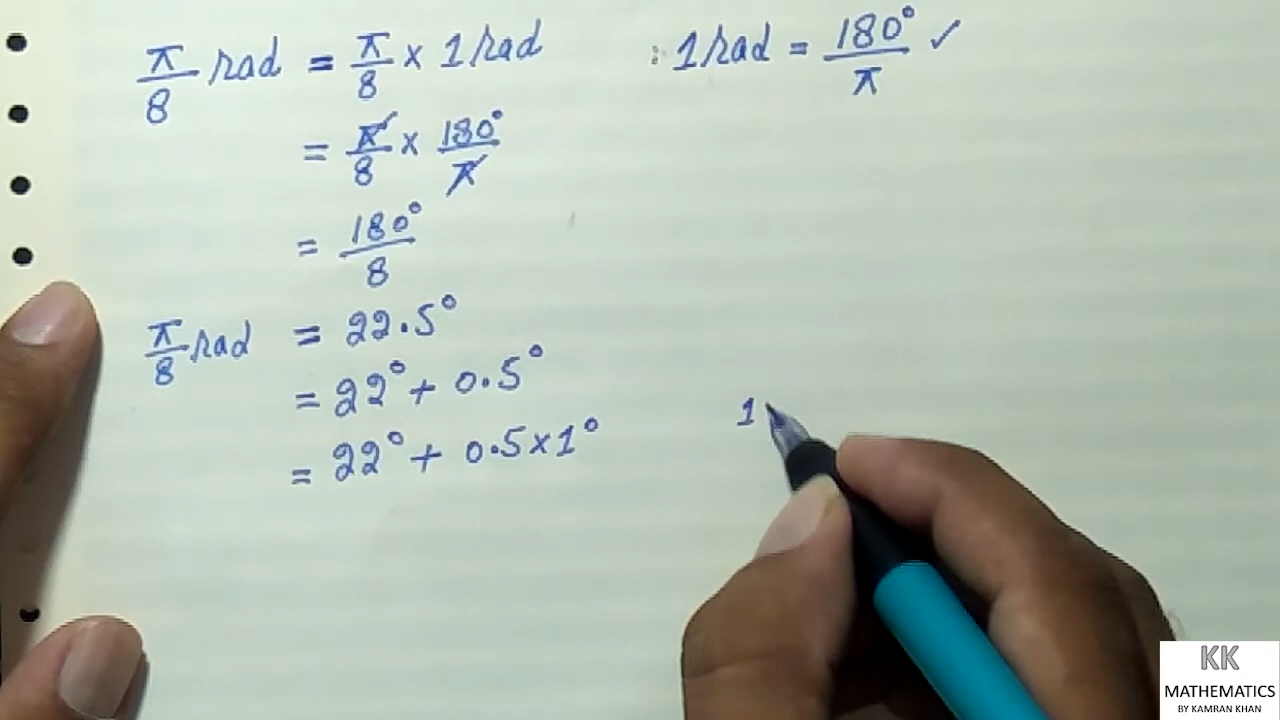 π/8 rad = π/8 × 1 rad : 1 rad = 180°/π ✓
= π/8 × 180°/π
= 180°/8
π/8 rad = 22.5°
= 22° + 0.5°
= 22° + 0.5×1° 1
KK
MATHEMATICS
BY KAMRAN KHAN